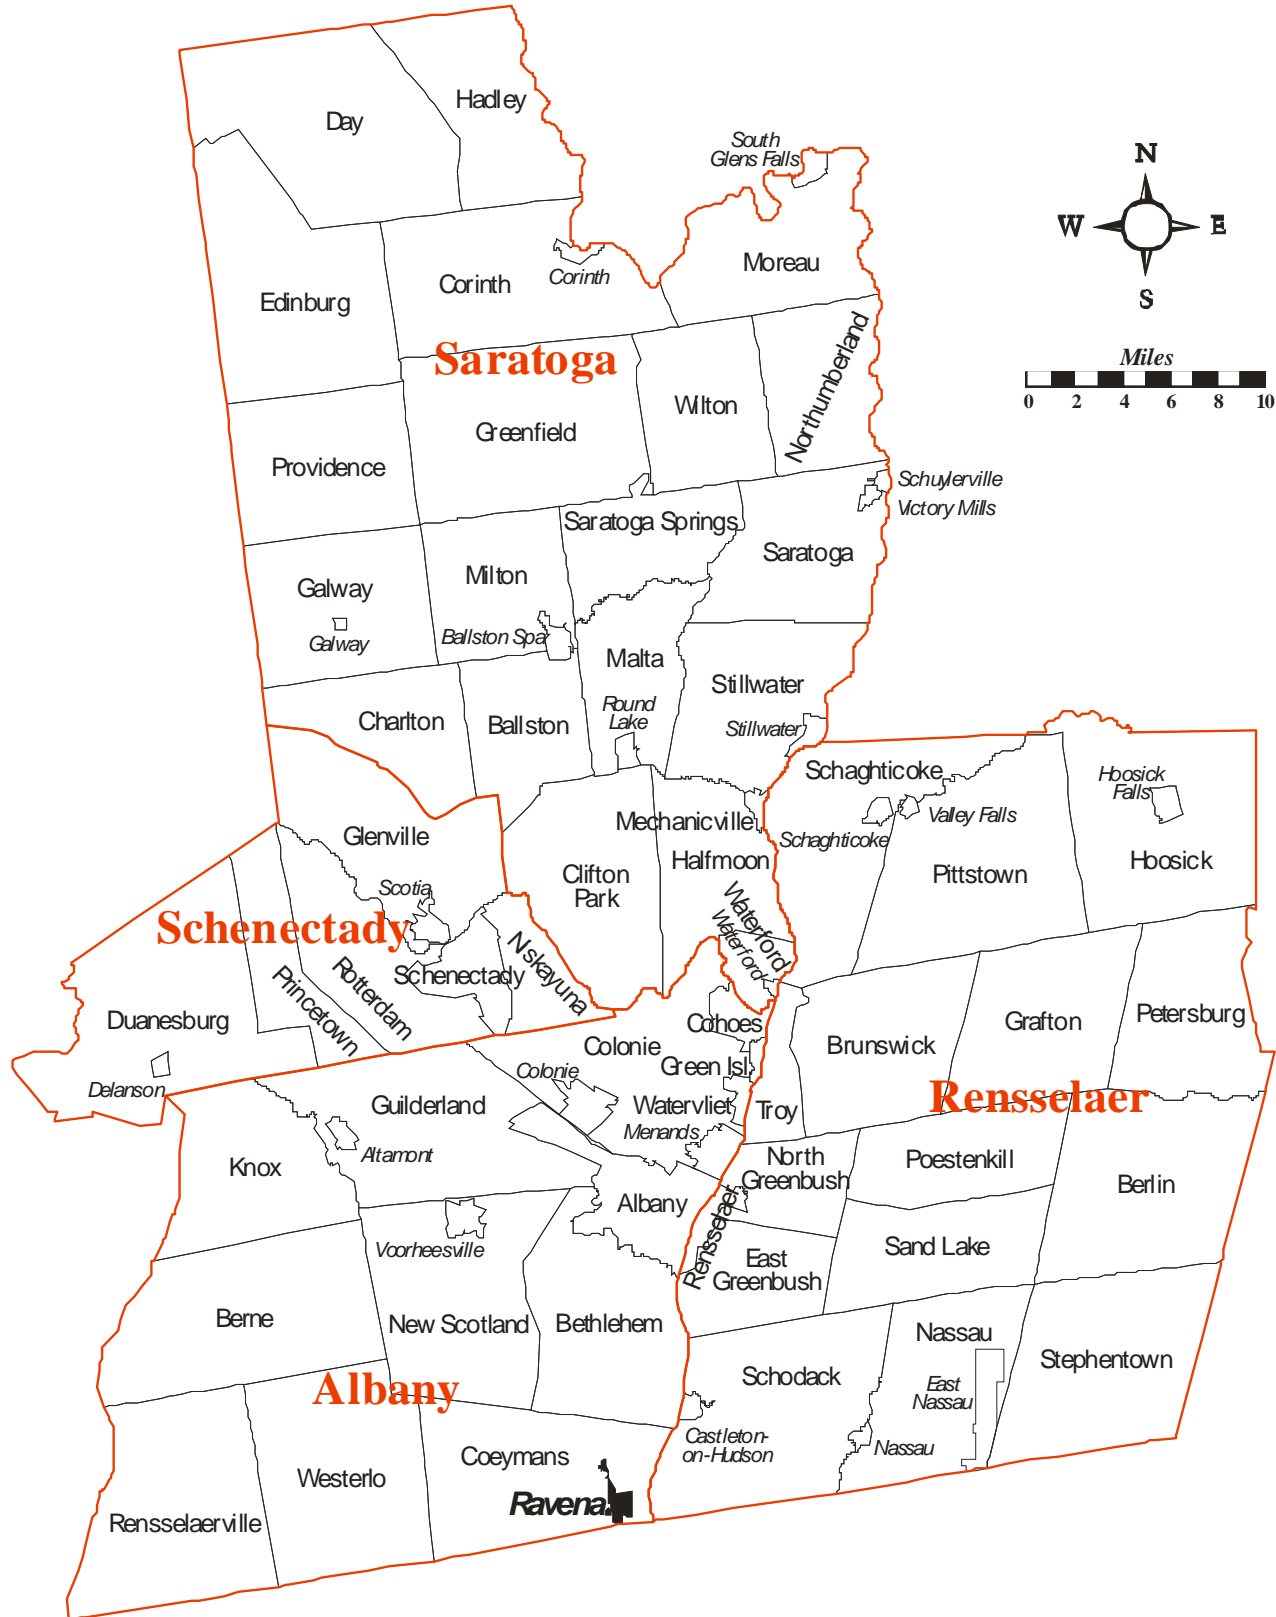 Hadley
Day
South
Glens Falls
N
W
E
S
Moreau
Corinth
Corinth
Edinburg
Miles
0 2 4 6 8 10
Saratoga
Northumberland
Wilton
Greenfield
Providence
Schuylerville
Victory Mills
Saratoga Springs
Saratoga
Milton
Galway
Galway
Ballston Spa
Malta
Stillwater
Round
Lake
Charlton
Ballston
Stillwater
Schaghticoke
Hoosick
Falls
Valley Falls
Schaghticoke
Mechanicville
Glenville
Halfmoon
Hoosick
Pittstown
Clifton
Park
Scotia
Waterford
Waterford
Schenectady
Niskayuna
Schenectady
Rotterdam
Princetown
Duanesburg
Cohoes
Petersburg
Grafton
Brunswick
Colonie
Green Isl.
Colonie
Delanson
Rensselaer
Guilderland
Watervliet
Troy
Menands
Altamont
Knox
North
Greenbush
Poestenkill
Berlin
Albany
Rensselaer
Voorheesville
Sand Lake
East
Greenbush
Berne
New Scotland
Bethlehem
Nassau
Stephentown
Schodack
Albany
East
Nassau
Castleton-
on-Hudson
Nassau
Coeymans
Westerlo
Ravena
Rensselaerville